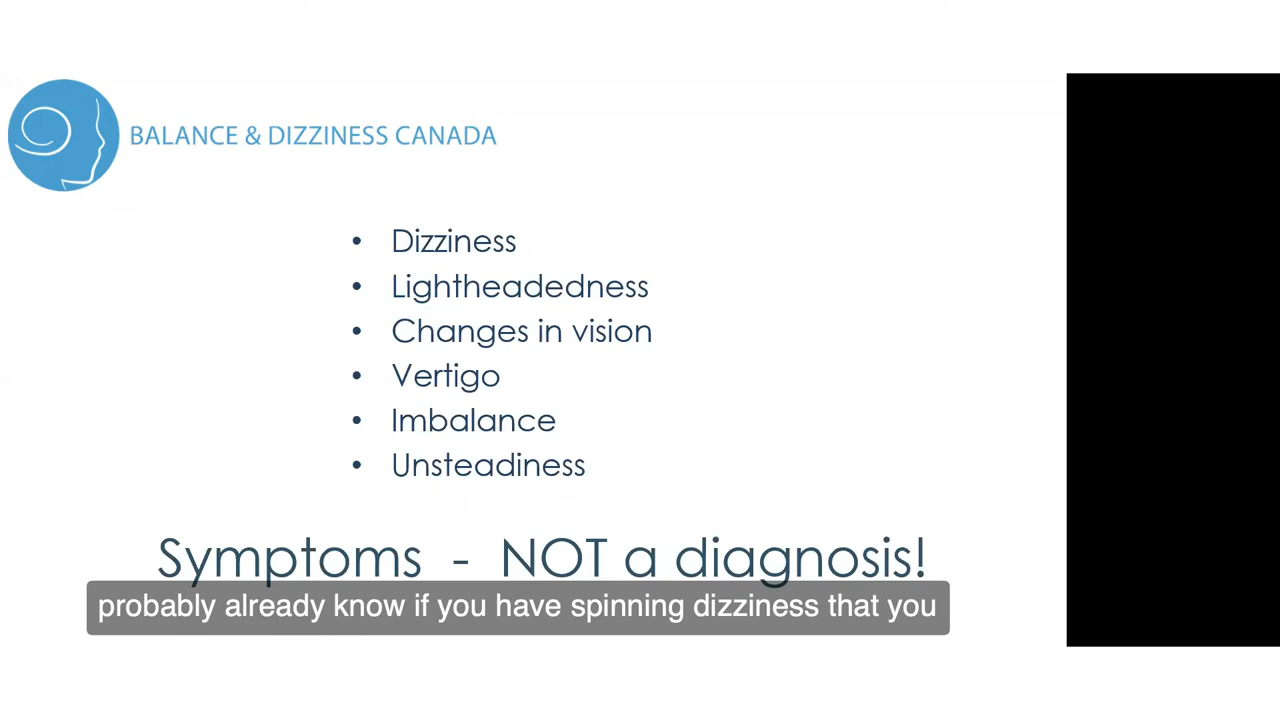 BALANCE & DIZZINESS CANADA
• Dizziness
• Lightheadedness
• Changes in vision
• Vertigo
• Imbalance
• Unsteadiness
Symptoms - NOT a diagnosis!
probably already know if you have spinning dizziness that you